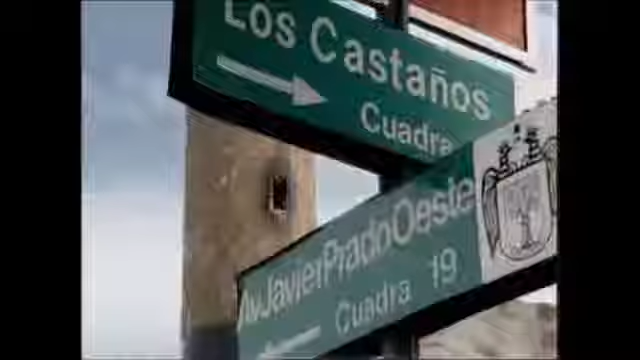 Los Castaños
Cuadra
Av.Javier Prado Oeste
Cuadra 19